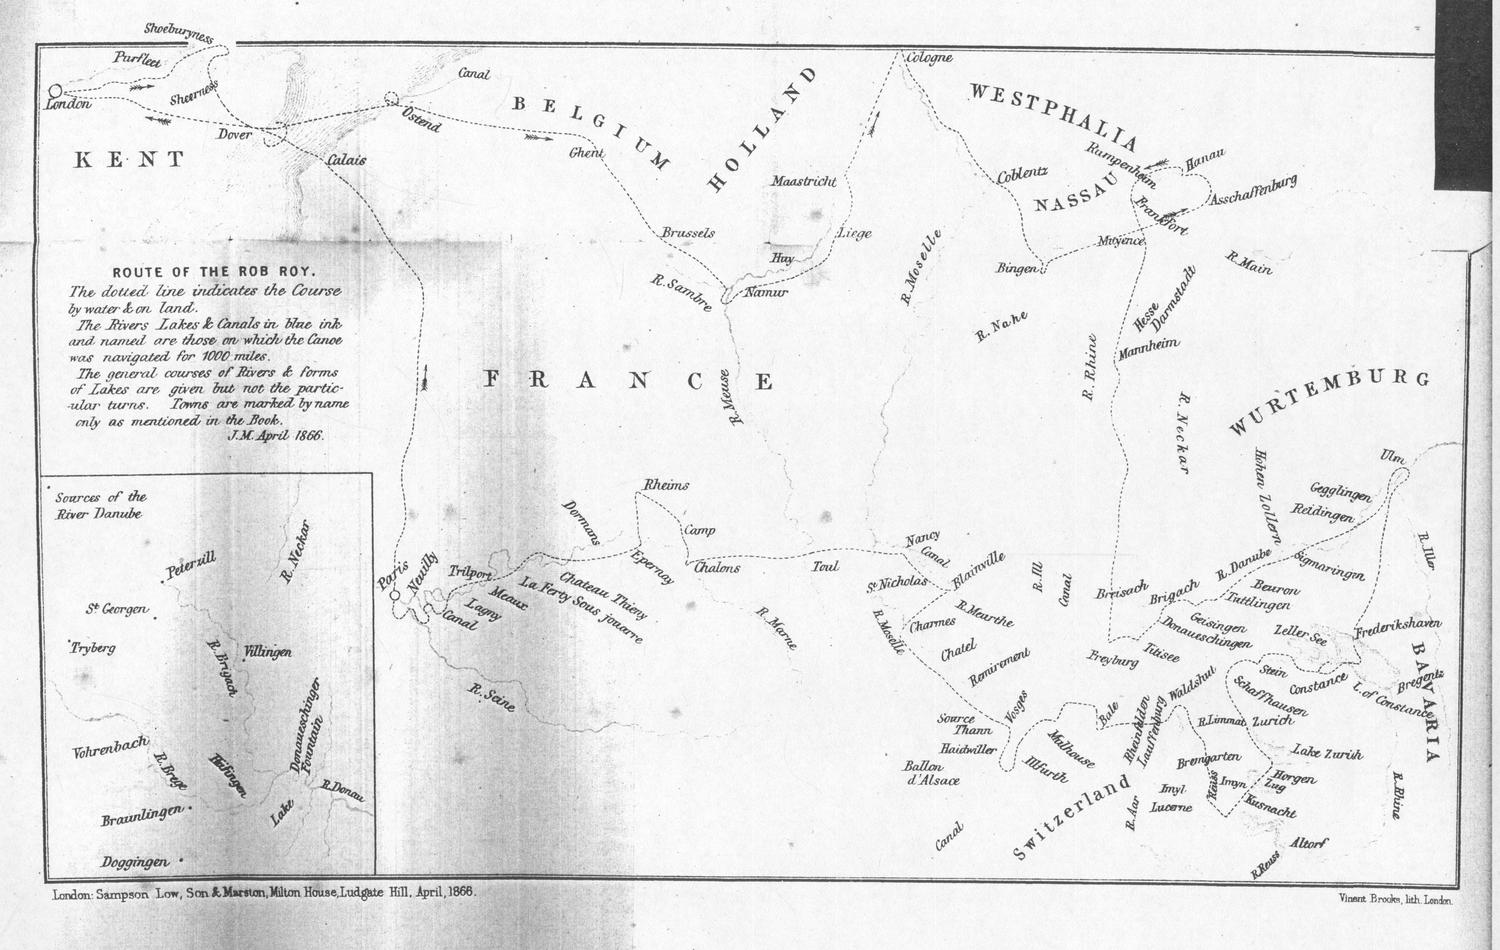 Shoeburyness
Purfleet
London
Sheerness
Dover
KENT
Calais
Canal
Ostend
BELGIUM
Ghent
HOLLAND
Maastricht
Brussels
Liege
Huy
R. Sambre
Namur
R. Meuse
Cologne
WESTPHALIA
Coblentz
NASSAU
Rumpenheim
Hanau
Asschaffenburg
Frankfort
Mayence
Bingen
R. Main
R. Moselle
R. Nahe
Hesse
Darmstadt
Mannheim
R. Rhine
R. Neckar
WURTEMBURG
ROUTE OF THE ROB ROY.
The dotted line indicates the Course
by water & on land.
The Rivers Lakes & Canals in blue ink
and named are those on which the Canoe
was navigated for 1000 miles.
The general courses of Rivers & forms
of Lakes are given but not the partic-
-ular turns. Towns are marked by name
only as mentioned in the Book.
J.M. April 1866.
FRANCE
Sources of the
River Danube
Peterzill
R. Neckar
St Georgen
Tryberg
R. Brigach
Villingen
Donaueschinger
Fountain
Vohrenbach
R. Brege
Hüfingen
R. Donau
Lake
Braunlingen
Doggingen
Paris
Neuilly
Trilport
Meaux
Lagny
Canal
La Ferty Sous jouarre
Chateau Thieny
Dormans
Epernay
Rheims
Camp
Chalons
R. Marne
R. Seine
Toul
Nancy
Canal
St Nicholas
Blainville
R. Meurthe
R. Moselle
Charmes
Chatel
Remirement
Source
Thann
Vosges
Haidwiller
Ballon
d'Alsace
Illfurth
Mulhouse
Canal
R. Ill
Canal
Breisach
Freyburg
Titisee
Brigach
Geisingen
Donaueschingen
R. Danube
Beuron
Tuttlingen
Sigmaringen
Hohen Zollern
Ulm
Gegglingen
Reidingen
R. Iller
Zeller See
Frederikshaven
BAVARIA
Bregentz
L. of Constance
Constance
Stein
Schaffhausen
Waldshut
Bale
Rheinfelden
Lauffenburg
R. Limmat
Zurich
Lake Zurich
Bremgarten
Horgen
Zug
Imyn
Reuss
Kusnacht
Imyl
Lucerne
R. Aar
Switzerland
Altorf
R. Reuss
R. Rhine
London: Sampson Low, Son & Marston, Milton House, Ludgate Hill, April, 1866.
Vinent Brooks, lith. London.